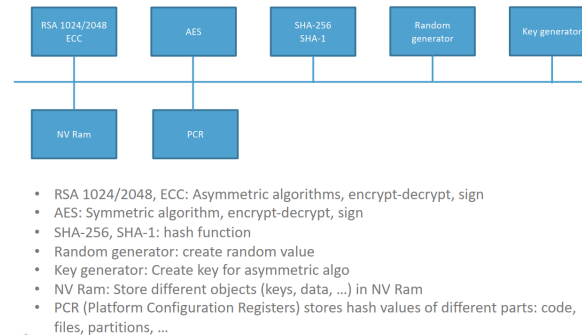 RSA 1024/2048
ECC
AES
SHA-256
SHA-1
Random
generator
Key generator
NV Ram
PCR
• RSA 1024/2048, ECC: Asymmetric algorithms, encrypt-decrypt, sign
• AES: Symmetric algorithm, encrypt-decrypt, sign
• SHA-256, SHA-1: hash function
• Random generator: create random value
• Key generator: Create key for asymmetric algo
• NV Ram: Store different objects (keys, data, ...) in NV Ram
• PCR (Platform Configuration Registers) stores hash values of different parts: code,
files, partitions, ...